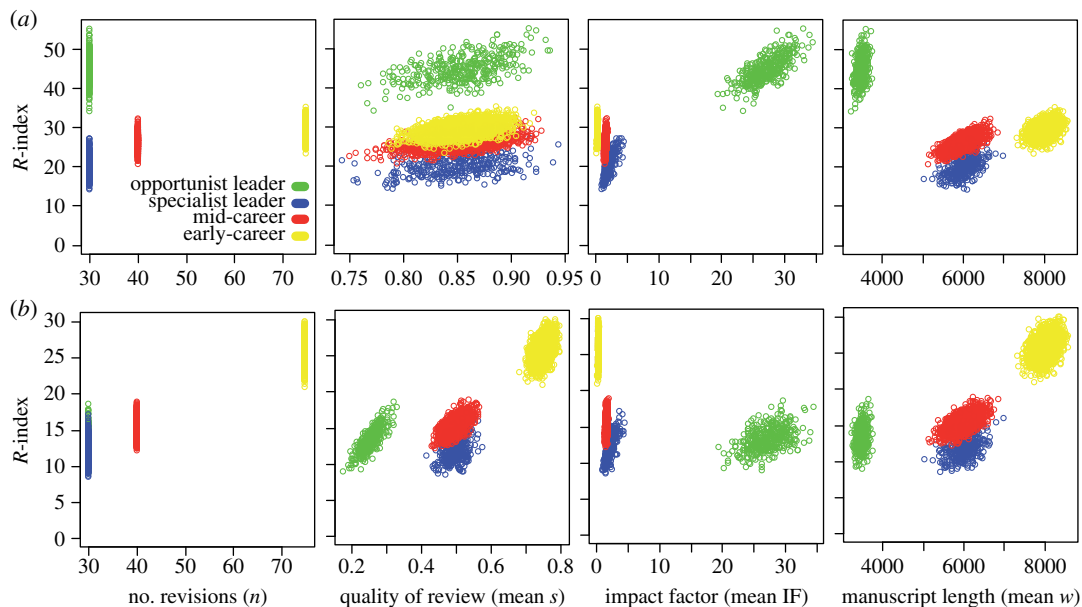 (a)
50
40
R-index
30
20
10
0
opportunist leader
specialist leader
mid-career
early-career
30 40 50 60 70
0.75 0.80 0.85 0.90 0.95
0 10 20 30
4000 6000 8000
(b)
30
25
20
R-index
15
10
5
0
30 40 50 60 70
0.2 0.4 0.6 0.8
0 10 20 30
4000 6000 8000
no. revisions (n) quality of review (mean s) impact factor (mean IF) manuscript length (mean w)